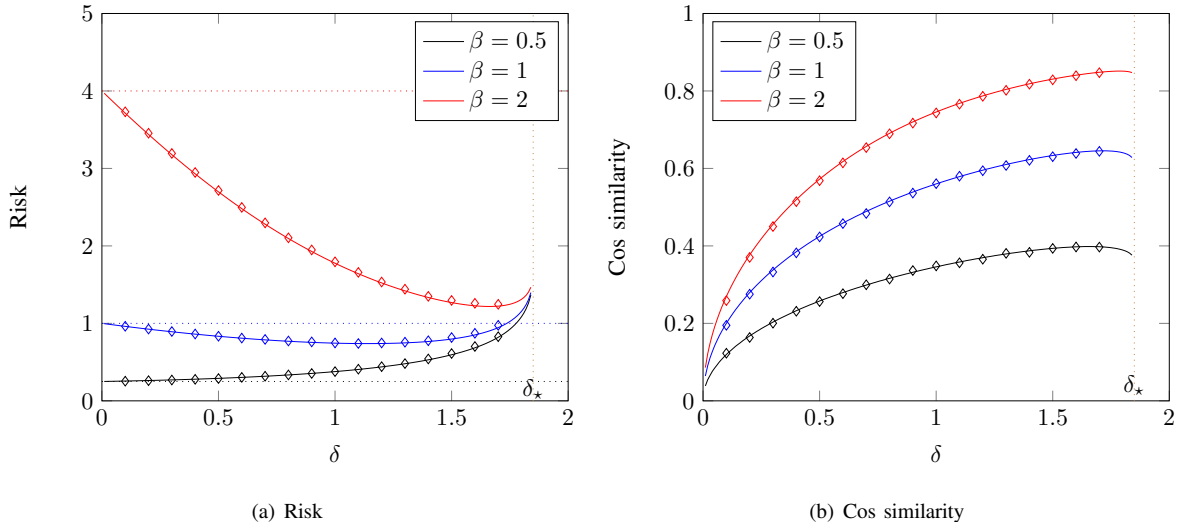 0 0.5 1 1.5 2
0
1
2
3
4
5
δ⋆
δ
Risk
β = 0.5
β = 1
β = 2
(a) Risk
0 0.5 1 1.5 2
0
0.2
0.4
0.6
0.8
1
δ⋆
δ
Cos similarity
β = 0.5
β = 1
β = 2
(b) Cos similarity